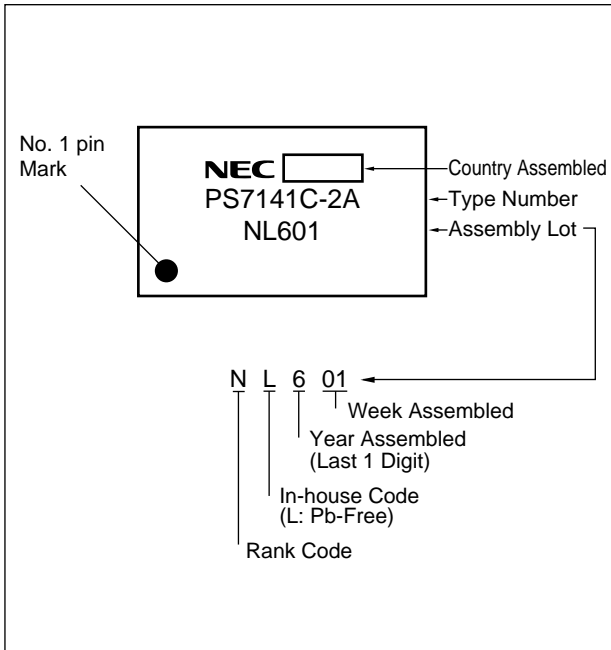 No. 1 pin
Mark
NEC
Country Assembled
PS7141C-2A
Type Number
NL601
Assembly Lot
N L 6 01
Week Assembled
Year Assembled
(Last 1 Digit)
In-house Code
(L: Pb-Free)
Rank Code